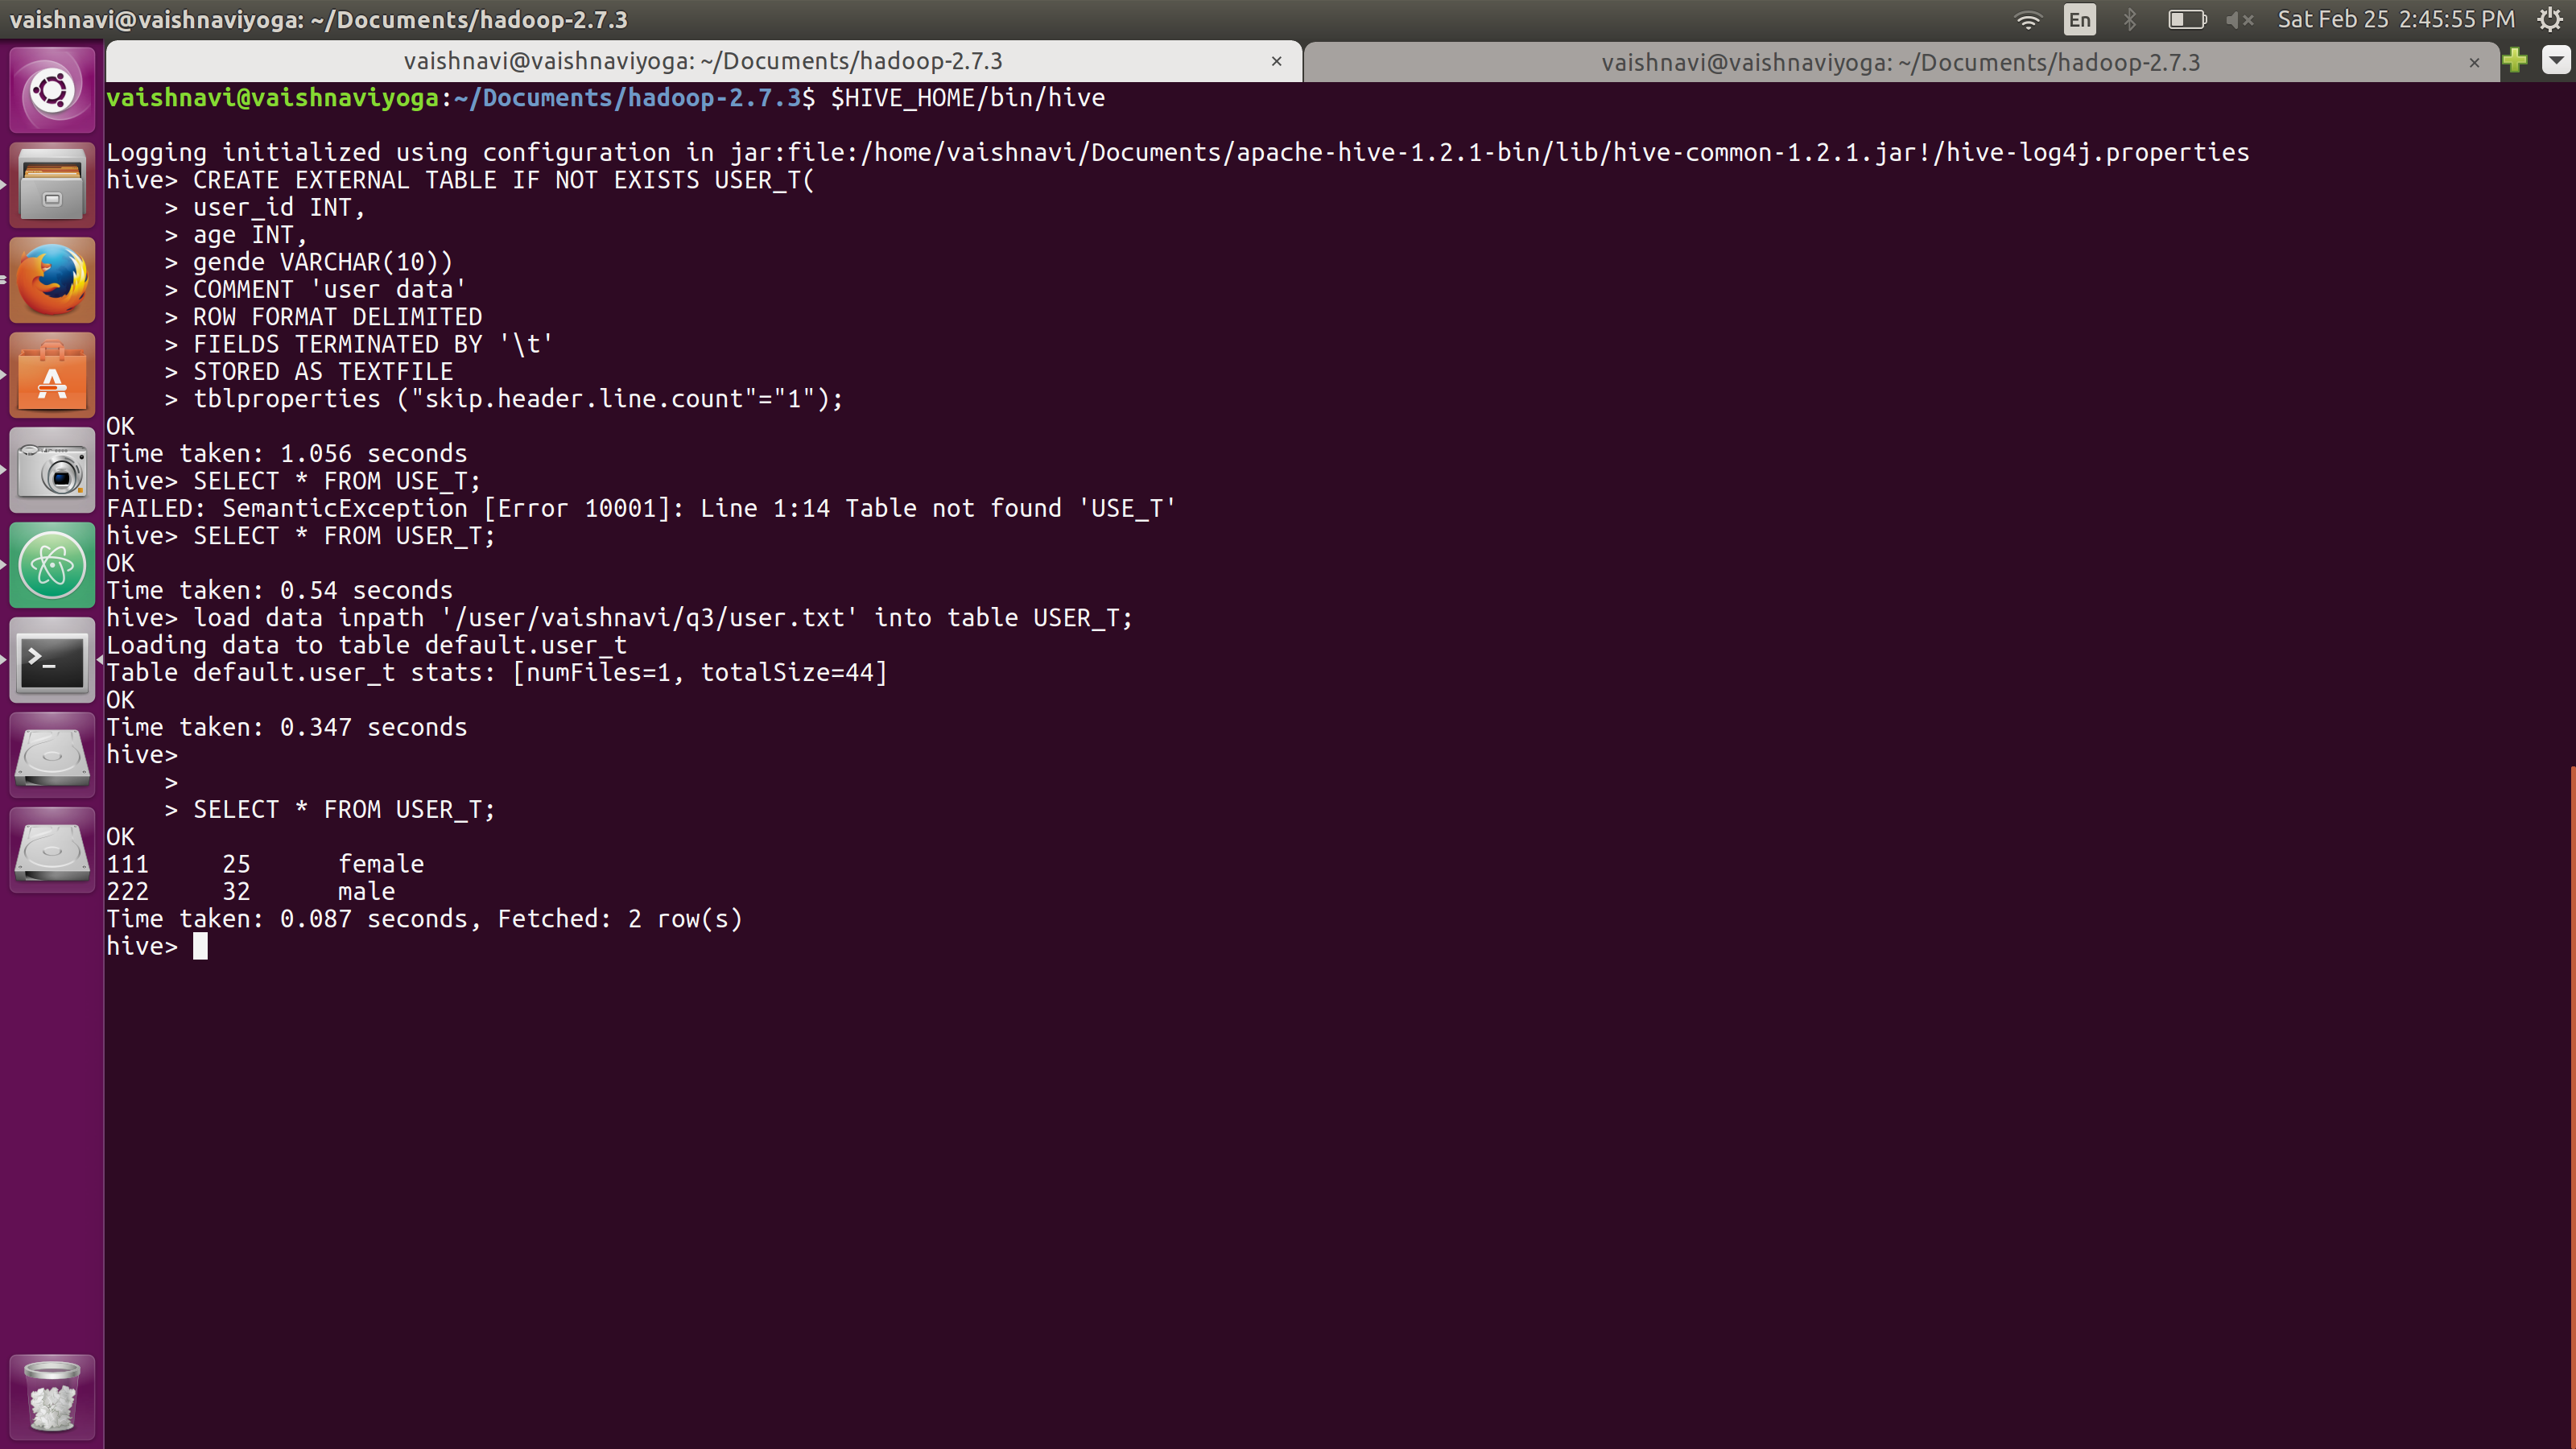 vaishnavi@vaishnaviyoga: ~/Documents/hadoop-2.7.3
En
Sat Feb 25 2:45:55 PM
vaishnavi@vaishnaviyoga: ~/Documents/hadoop-2.7.3 ×
vaishnavi@vaishnaviyoga: ~/Documents/hadoop-2.7.3 ×
vaishnavi@vaishnaviyoga:~/Documents/hadoop-2.7.3$ $HIVE_HOME/bin/hive
Logging initialized using configuration in jar:file:/home/vaishnavi/Documents/apache-hive-1.2.1-bin/lib/hive-common-1.2.1.jar!/hive-log4j.properties
hive> CREATE EXTERNAL TABLE IF NOT EXISTS USER_T(
    > user_id INT,
    > age INT,
    > gende VARCHAR(10))
    > COMMENT 'user data'
    > ROW FORMAT DELIMITED
    > FIELDS TERMINATED BY '\t'
    > STORED AS TEXTFILE
    > tblproperties ("skip.header.line.count"="1");
OK
Time taken: 1.056 seconds
hive> SELECT * FROM USE_T;
FAILED: SemanticException [Error 10001]: Line 1:14 Table not found 'USE_T'
hive> SELECT * FROM USER_T;
OK
Time taken: 0.54 seconds
hive> load data inpath '/user/vaishnavi/q3/user.txt' into table USER_T;
Loading data to table default.user_t
Table default.user_t stats: [numFiles=1, totalSize=44]
OK
Time taken: 0.347 seconds
hive>
    >
    > SELECT * FROM USER_T;
OK
111     25      female
222     32      male
Time taken: 0.087 seconds, Fetched: 2 row(s)
hive>